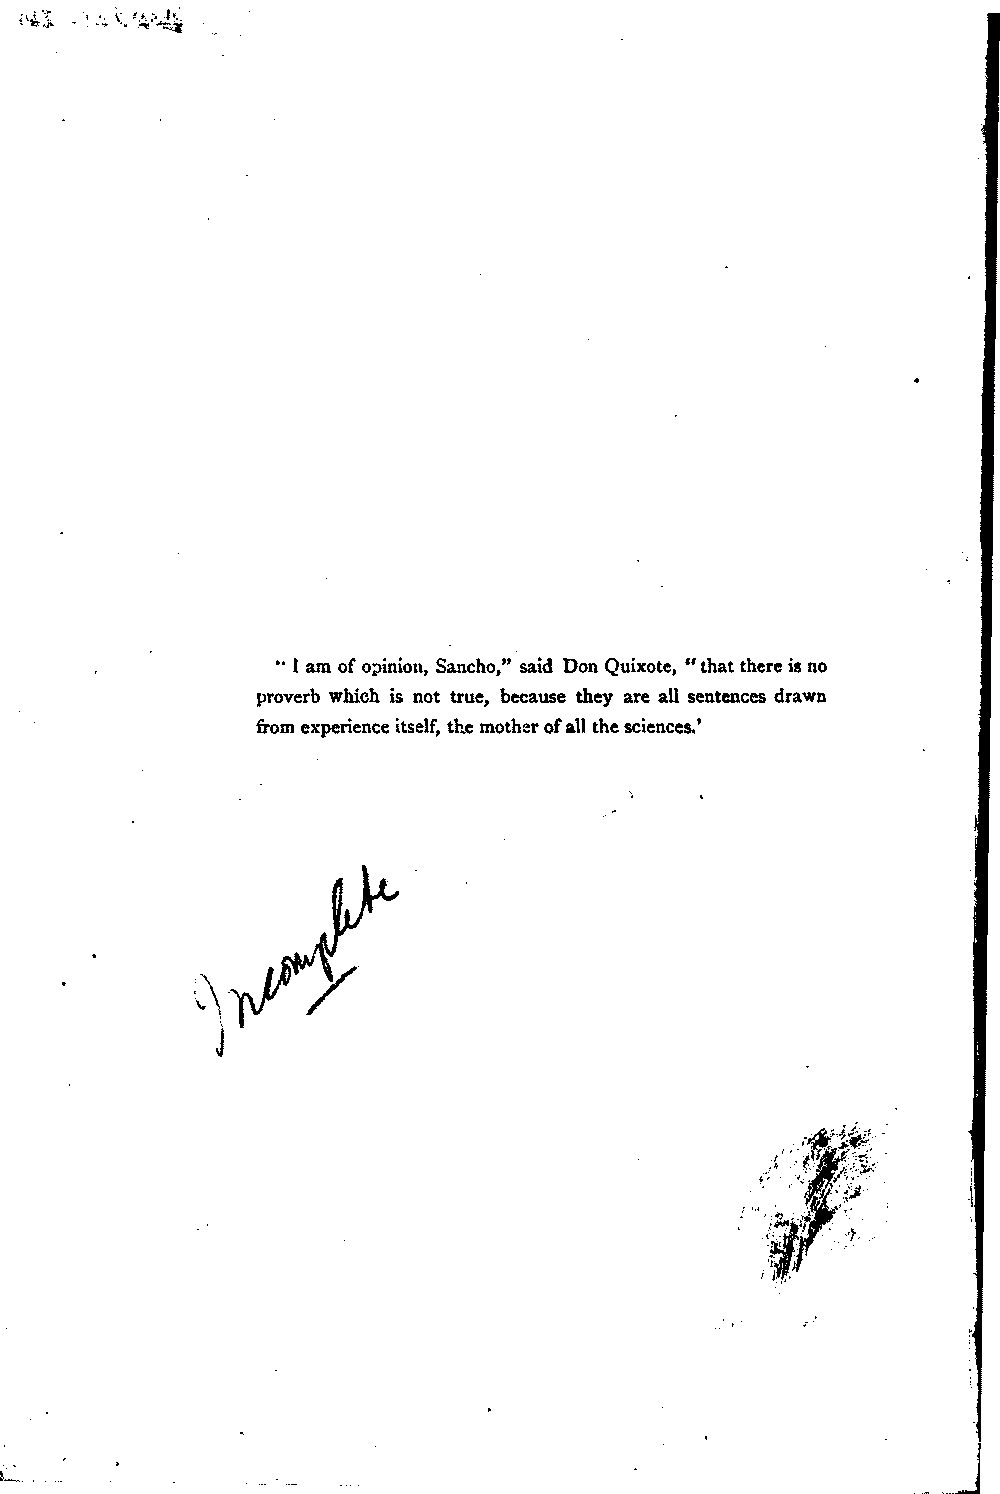 " I am of opinion, Sancho," said Don Quixote, " that there is no
proverb which is not true, because they are all sentences drawn
from experience itself, the mother of all the sciences.'
Incomplete